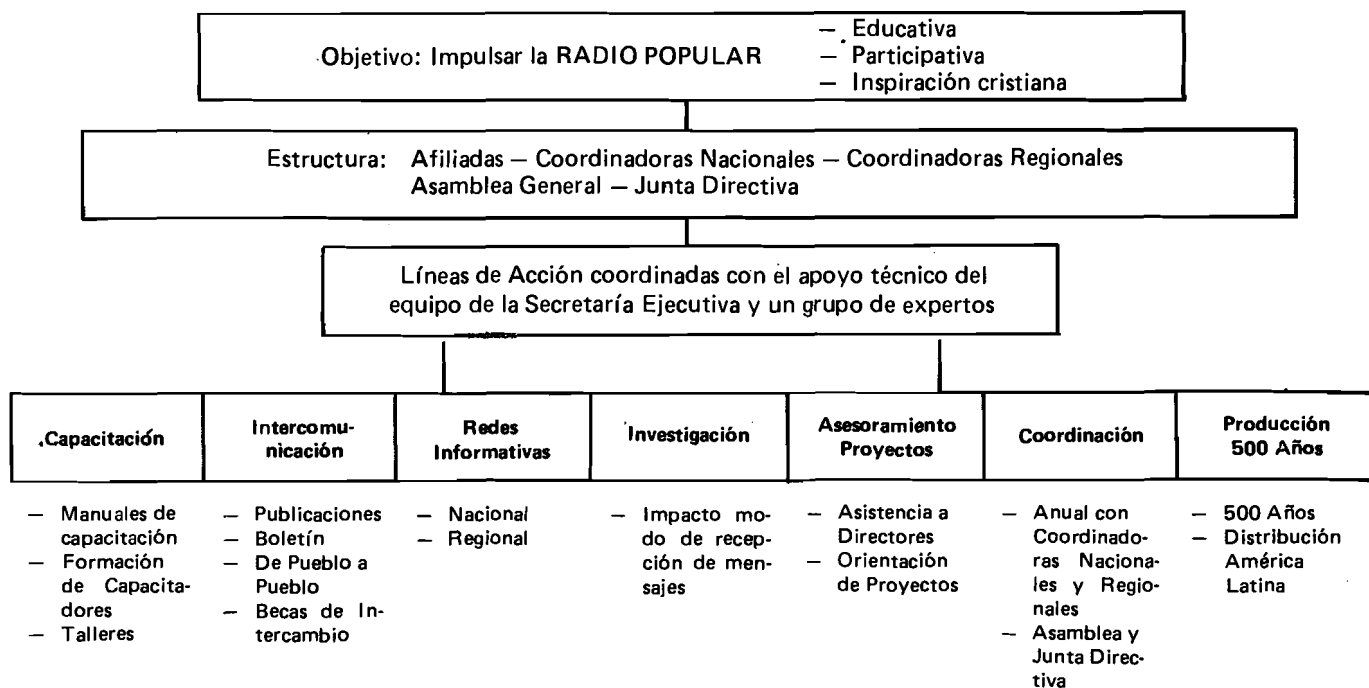 Objetivo: Impulsar la RADIO POPULAR
– Educativa
– Participativa
– Inspiración cristiana
Estructura: Afiliadas – Coordinadoras Nacionales – Coordinadoras Regionales
Asamblea General – Junta Directiva
Líneas de Acción coordinadas con el apoyo técnico del
equipo de la Secretaría Ejecutiva y un grupo de expertos
Capacitación
– Manuales de
capacitación
– Formación
de Capacita-
dores
– Talleres
Intercomu-
nicación
– Publicaciones
– Boletín
– De Pueblo a
Pueblo
– Becas de In-
tercambio
Redes
Informativas
– Nacional
– Regional
Investigación
– Impacto mo-
do de recep-
ción de men-
sajes
Asesoramiento
Proyectos
– Asistencia a
Directores
– Orientación
de Proyectos
Coordinación
– Anual con
Coordinado-
ras Naciona-
les y Regio-
nales
– Asamblea y
Junta Direc-
tiva
Producción
500 Años
– 500 Años
– Distribución
América
Latina